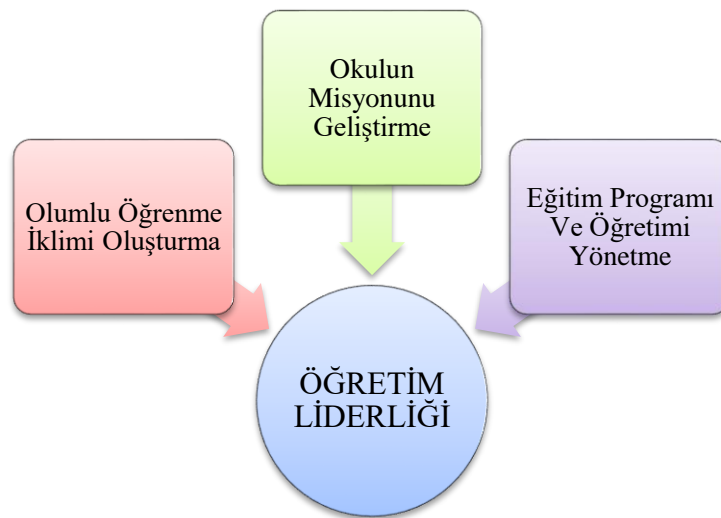 Okulun
Misyonunu
Geliştirme
Olumlu Öğrenme
İklimi Oluşturma
Eğitim Programı
Ve Öğretimi
Yönetme
ÖĞRETİM
LİDERLİĞİ